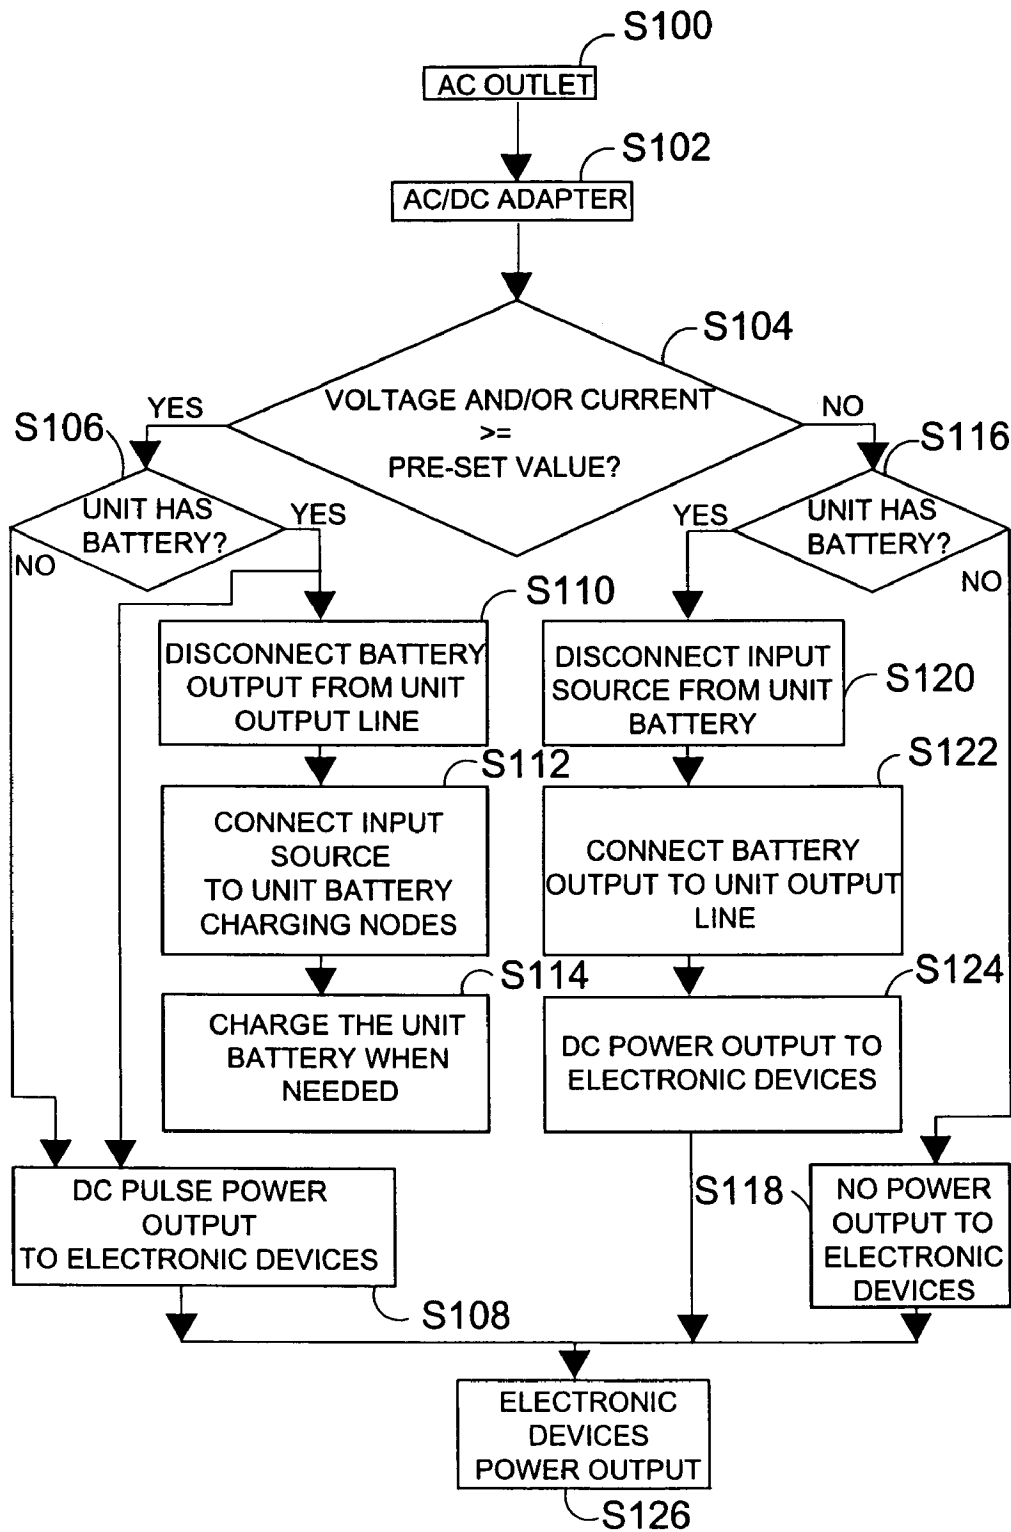 S100
AC OUTLET
S102
AC/DC ADAPTER
S104
VOLTAGE AND/OR CURRENT
>=
PRE-SET VALUE?
YES
NO
S106
UNIT HAS
BATTERY?
YES
NO
S116
UNIT HAS
BATTERY?
YES
NO
S110
DISCONNECT BATTERY
OUTPUT FROM UNIT
OUTPUT LINE
DISCONNECT INPUT
SOURCE FROM UNIT
BATTERY
S120
S112
CONNECT INPUT
SOURCE
TO UNIT BATTERY
CHARGING NODES
S122
CONNECT BATTERY
OUTPUT TO UNIT OUTPUT
LINE
S114
CHARGE THE UNIT
BATTERY WHEN
NEEDED
S124
DC POWER OUTPUT TO
ELECTRONIC DEVICES
DC PULSE POWER
OUTPUT
TO ELECTRONIC DEVICES
S108
S118
NO POWER
OUTPUT TO
ELECTRONIC
DEVICES
ELECTRONIC
DEVICES
POWER OUTPUT
S126